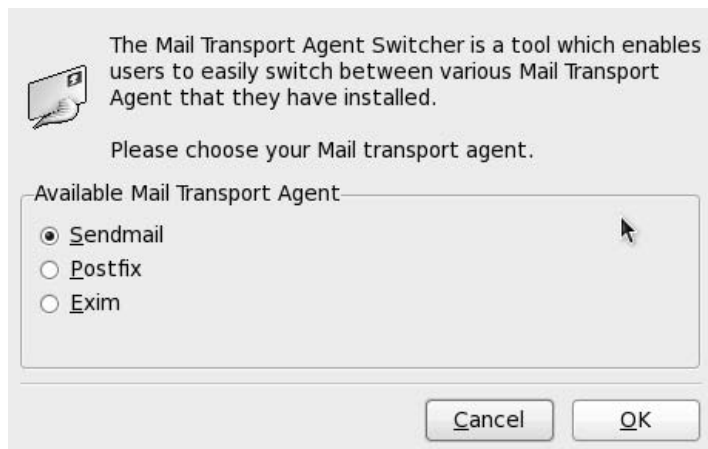 The Mail Transport Agent Switcher is a tool which enables
users to easily switch between various Mail Transport
Agent that they have installed.
Please choose your Mail transport agent.
Available Mail Transport Agent
Sendmail
Postfix
Exim
Cancel
OK